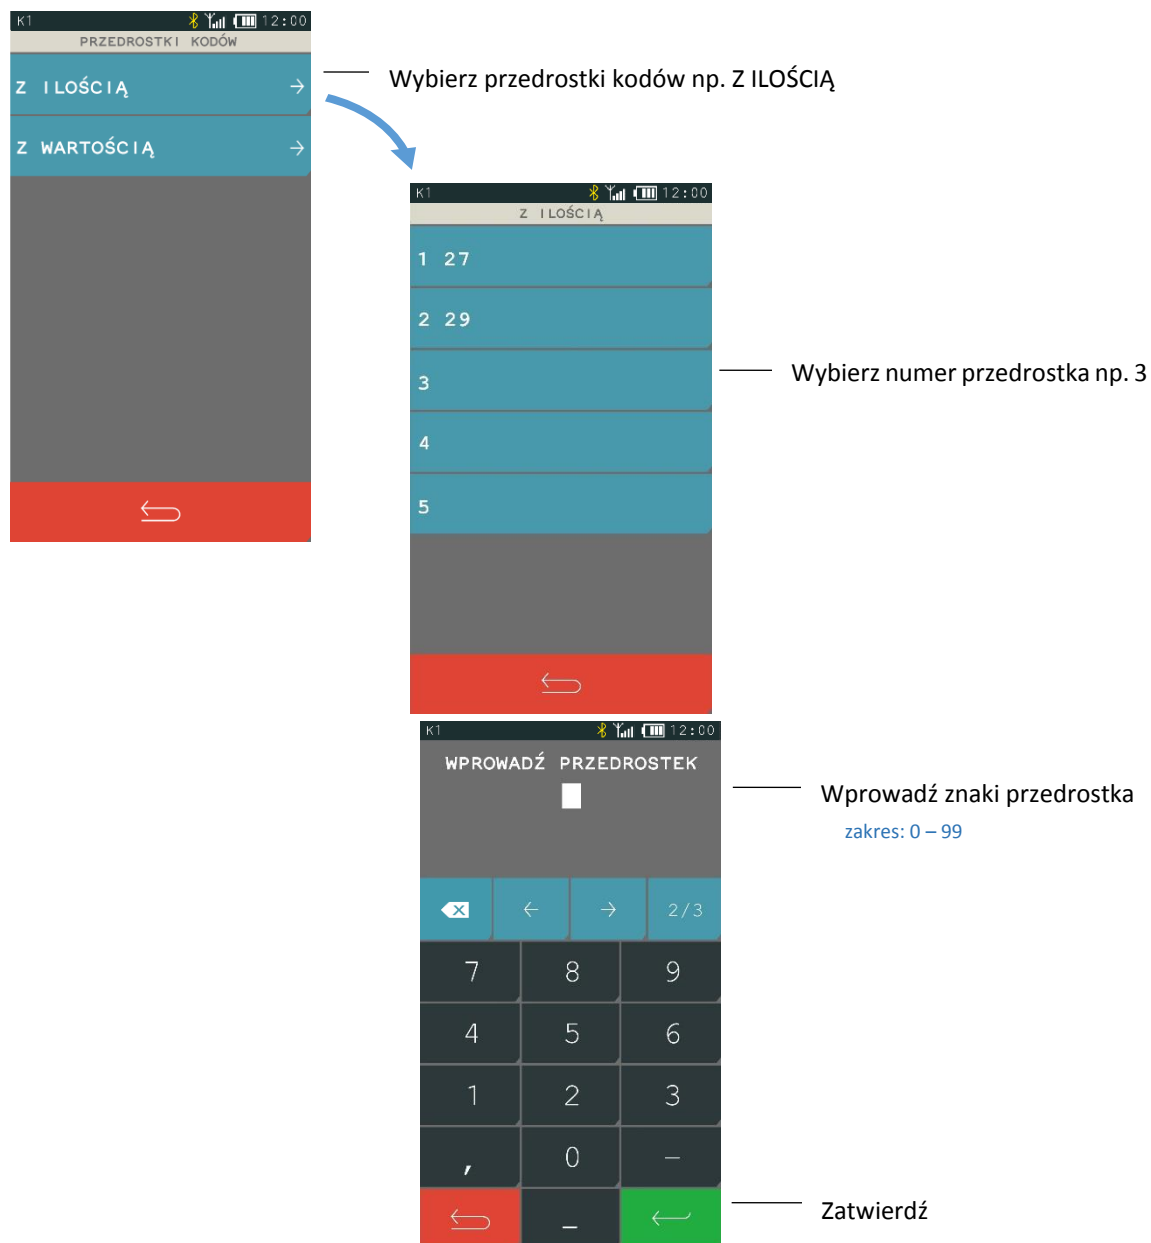 K1 12:00
PRZEDROSTKI KODÓW
Z ILOŚCIĄ →
Z WARTOŚCIĄ →
Wybierz przedrostki kodów np. Z ILOŚCIĄ
K1 12:00
Z ILOŚCIĄ
1 27
2 29
3
4
5
Wybierz numer przedrostka np. 3
K1 12:00
WPROWADŹ PRZEDROSTEK
Wprowadź znaki przedrostka
zakres: 0 – 99
← → 2/3
7 8 9
4 5 6
1 2 3
, 0 –
_
Zatwierdź